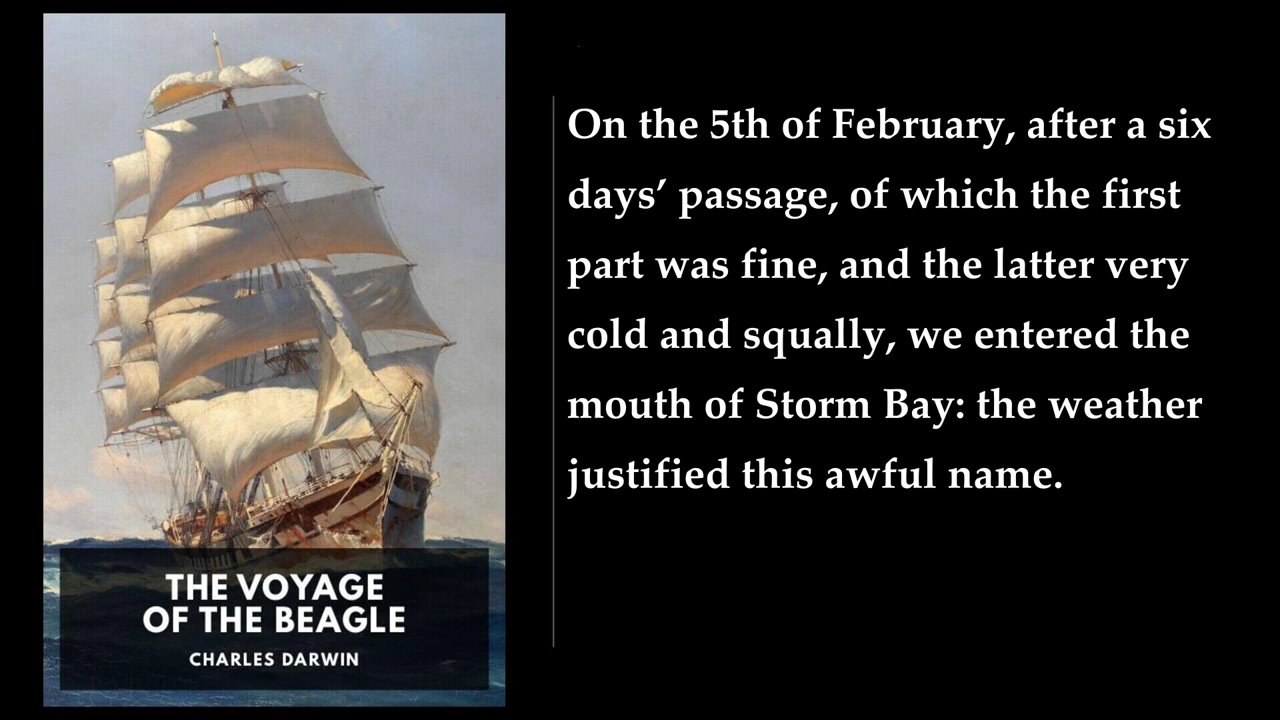 THE VOYAGE
OF THE BEAGLE
CHARLES DARWIN
On the 5th of February, after a six
days’ passage, of which the first
part was fine, and the latter very
cold and squally, we entered the
mouth of Storm Bay: the weather
justified this awful name.